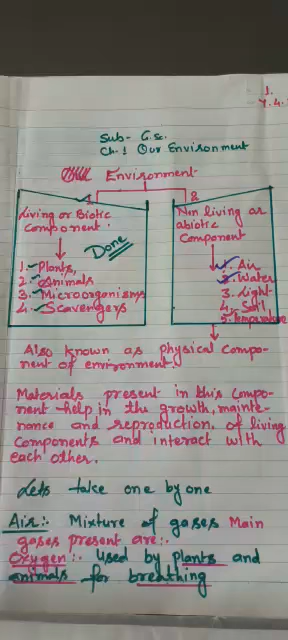 1.
Sub- G.Sc.
Ch. 1 Our Environment
Environment
1
2
Living or Biotic
component
Done
1. Plants,
2. Animals
3. Microorganisms
4. Scavengers
Non living or
abiotic
Component
1. Air
2. Water
3. Light
4. Soil
5. Temperature
Also known as physical compo-
nent of environment.
Materials present in this compo-
nent help in the growth, mainte-
nance and reproduction of living
components and interact with
each other.
Lets take one by one
Air:- Mixture of gases Main
gases present are:-
Oxygen:- Used by plants and
animals for breathing